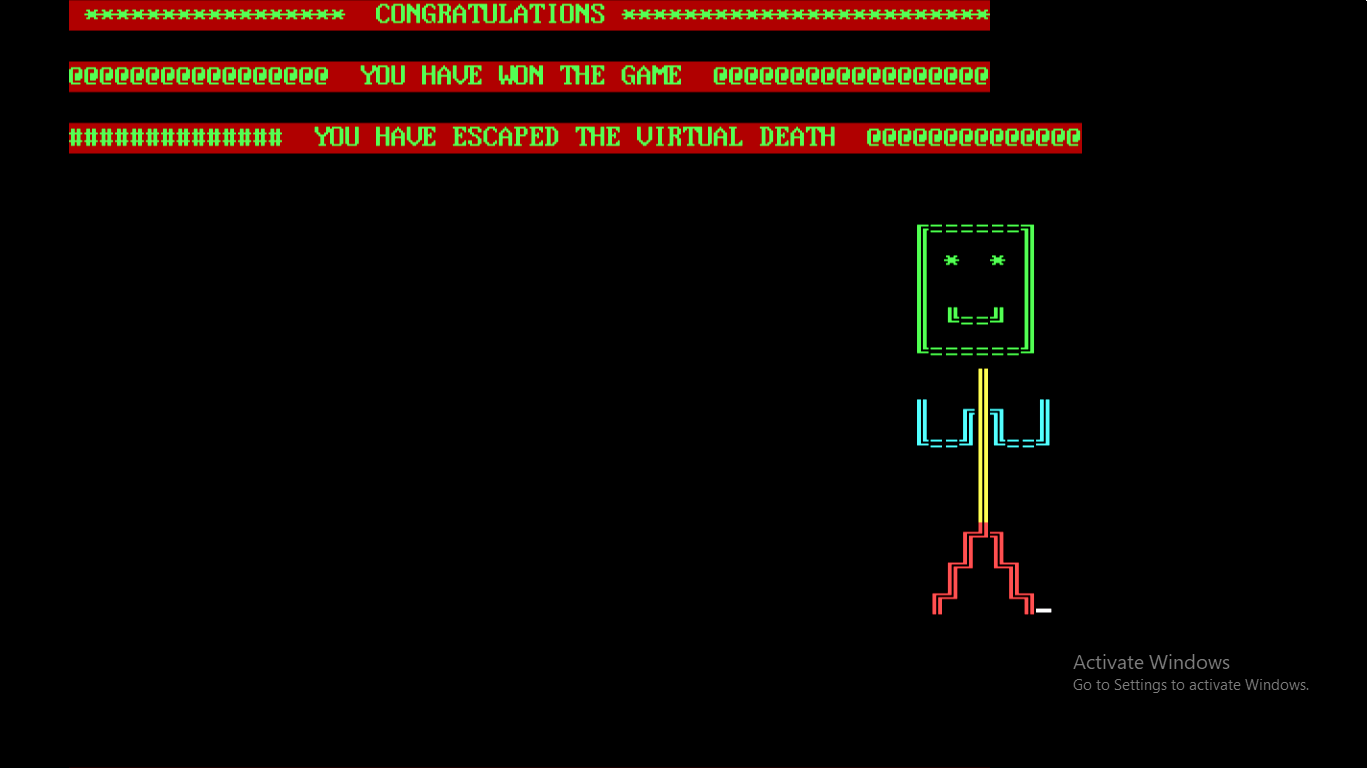 ***************** CONGRATULATIONS ************************
@@@@@@@@@@@@@@@@@ YOU HAVE WON THE GAME @@@@@@@@@@@@@@@@@@
############## YOU HAVE ESCAPED THE VIRTUAL DEATH @@@@@@@@@@@@@@
* *
Activate Windows
Go to Settings to activate Windows.